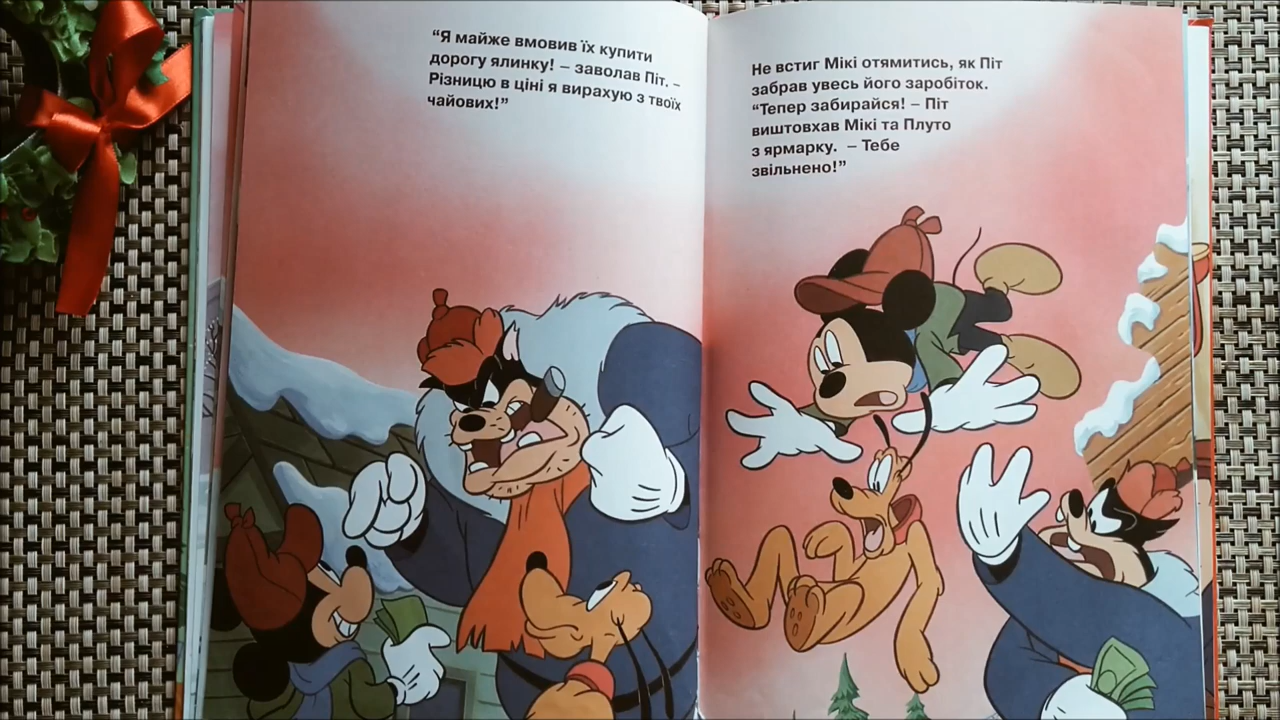 “Я майже вмовив їх купити
дорогу ялинку! – заволав Піт. –
Різницю в ціні я вирахую з твоїх
чайових!”
Не встиг Мікі отямитись, як Піт
забрав увесь його заробіток.
“Тепер забирайся! – Піт
виштовхав Мікі та Плуто
з ярмарку. – Тебе
звільнено!”